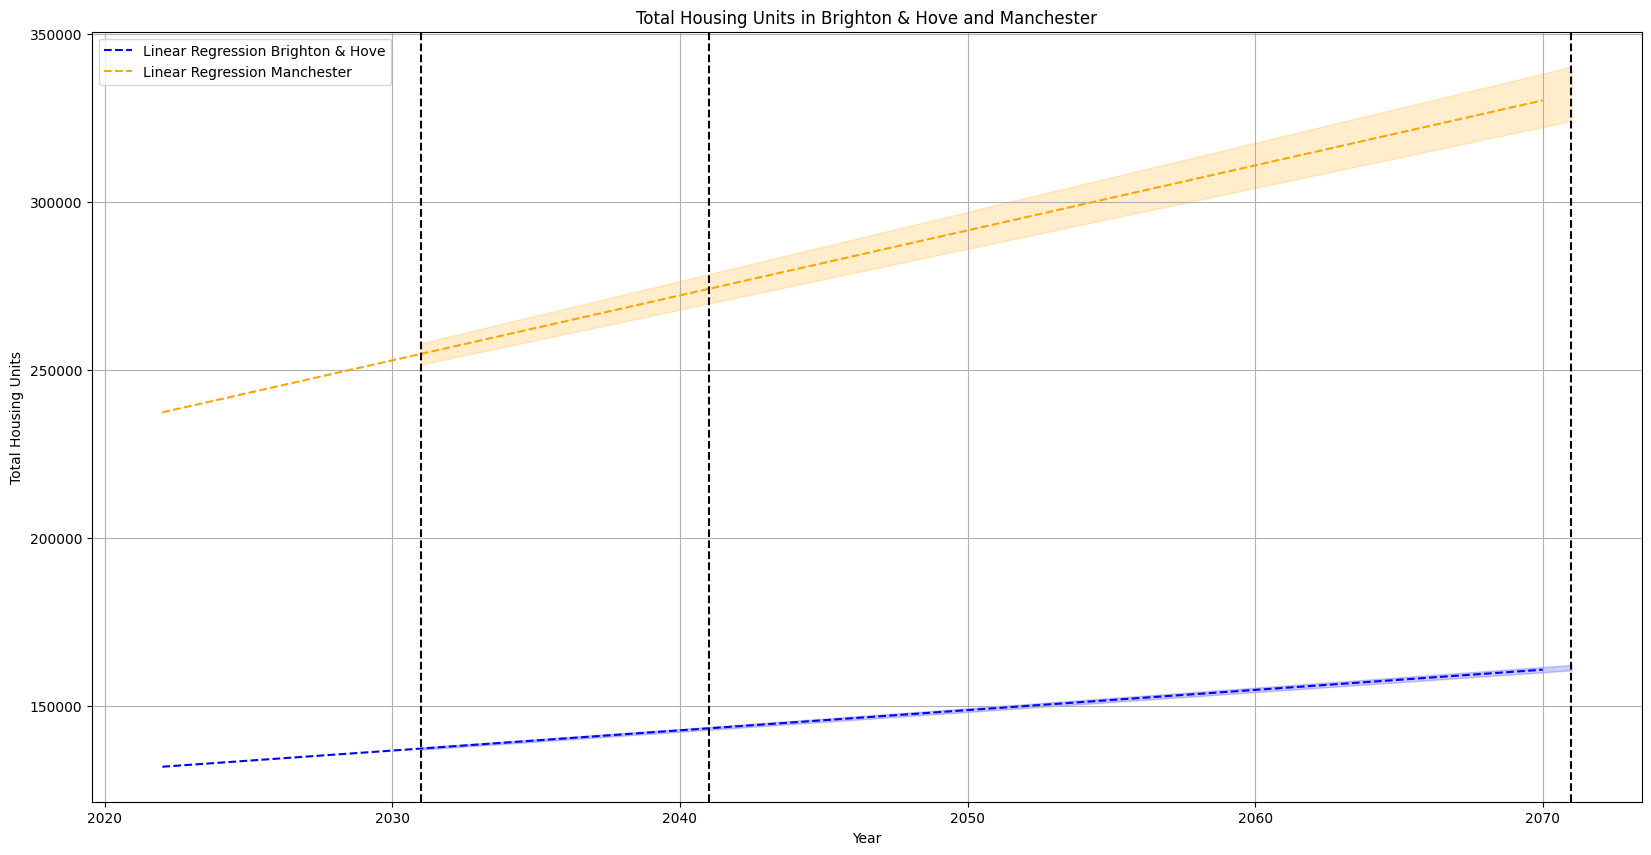 Total Housing Units in Brighton & Hove and Manchester
350000
300000
250000
200000
150000
Total Housing Units
Linear Regression Brighton & Hove
Linear Regression Manchester
2020 2030 2040 2050 2060 2070
Year